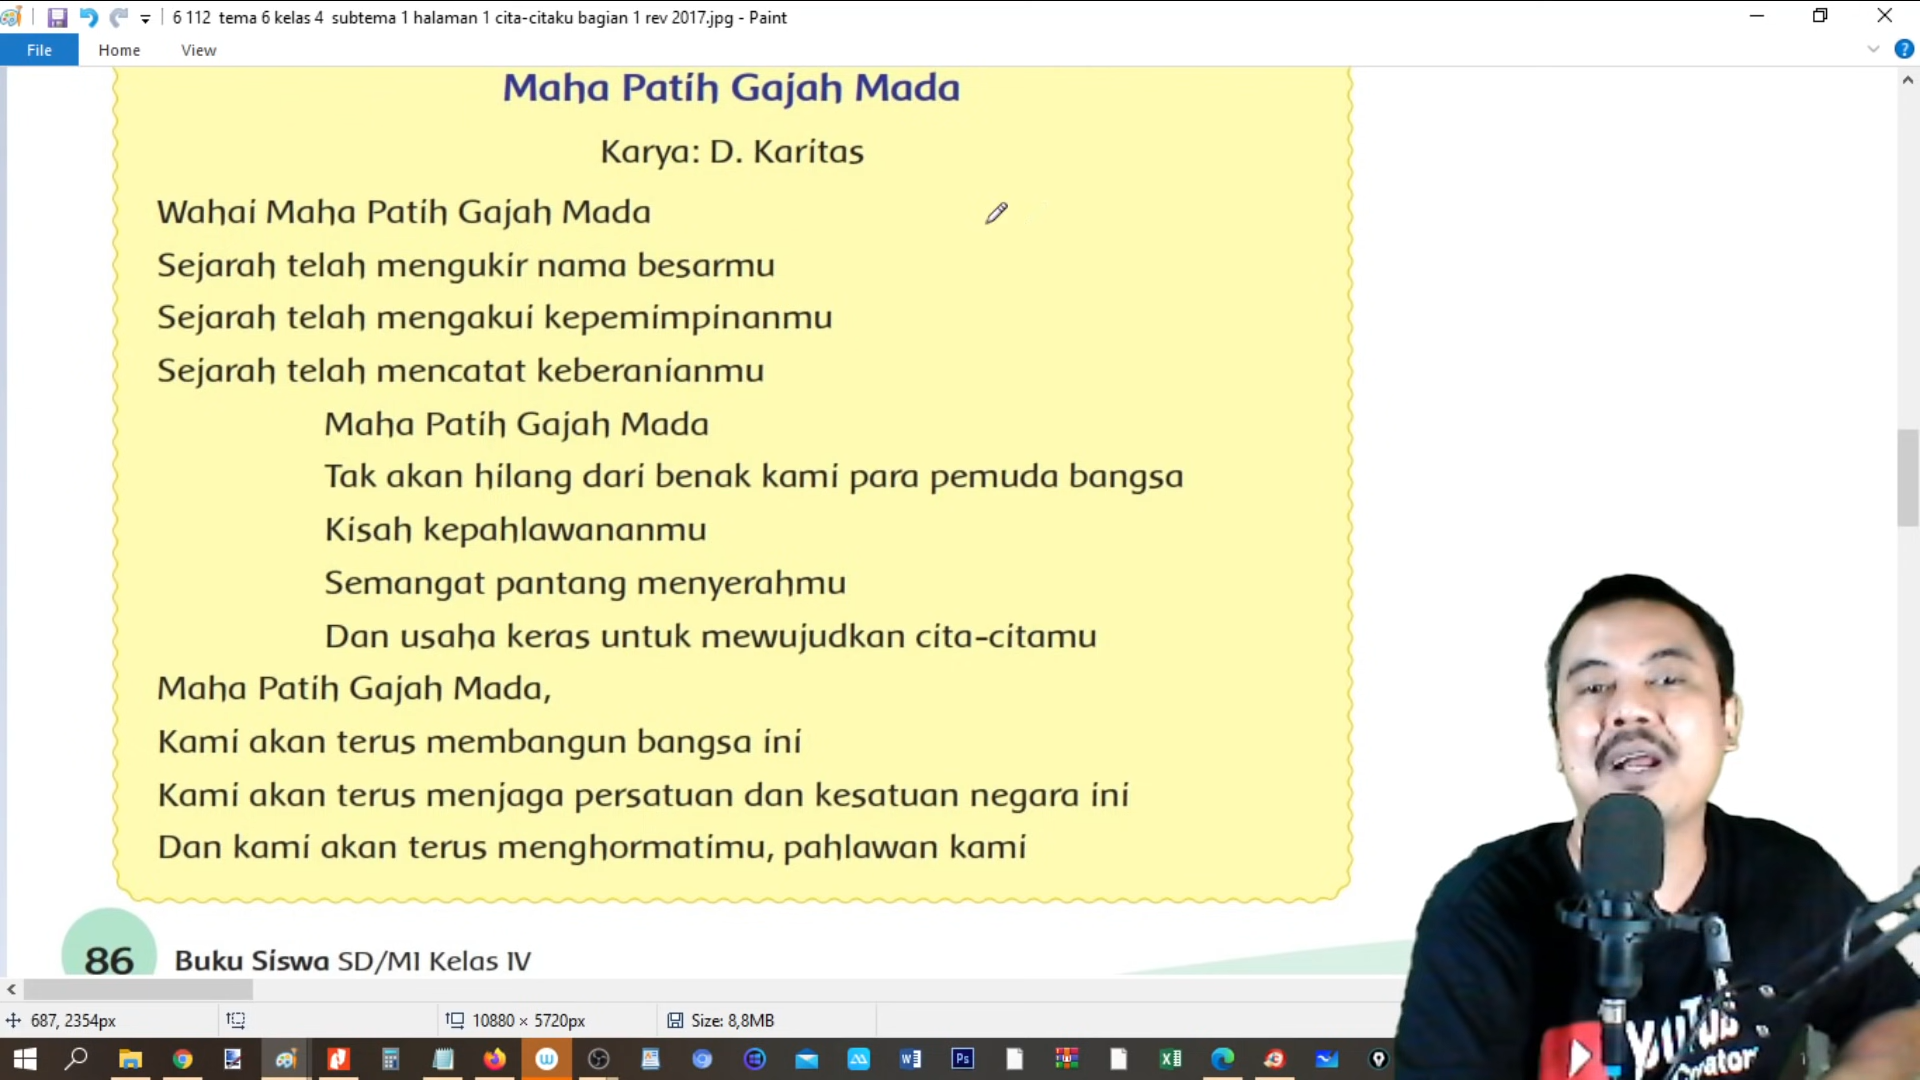 6 112 tema 6 kelas 4 subtema 1 halaman 1 cita-citaku bagian 1 rev 2017.jpg - Paint
File Home View
Maha Patih Gajah Mada
Karya: D. Karitas
Wahai Maha Patih Gajah Mada
Sejarah telah mengukir nama besarmu
Sejarah telah mengakui kepemimpinanmu
Sejarah telah mencatat keberanianmu
Maha Patih Gajah Mada
Tak akan hilang dari benak kami para pemuda bangsa
Kisah kepahlawananmu
Semangat pantang menyerahmu
Dan usaha keras untuk mewujudkan cita-citamu
Maha Patih Gajah Mada,
Kami akan terus membangun bangsa ini
Kami akan terus menjaga persatuan dan kesatuan negara ini
Dan kami akan terus menghormatimu, pahlawan kami
86 Buku Siswa SD/MI Kelas IV
687, 2354px 10880 × 5720px Size: 8,8MB